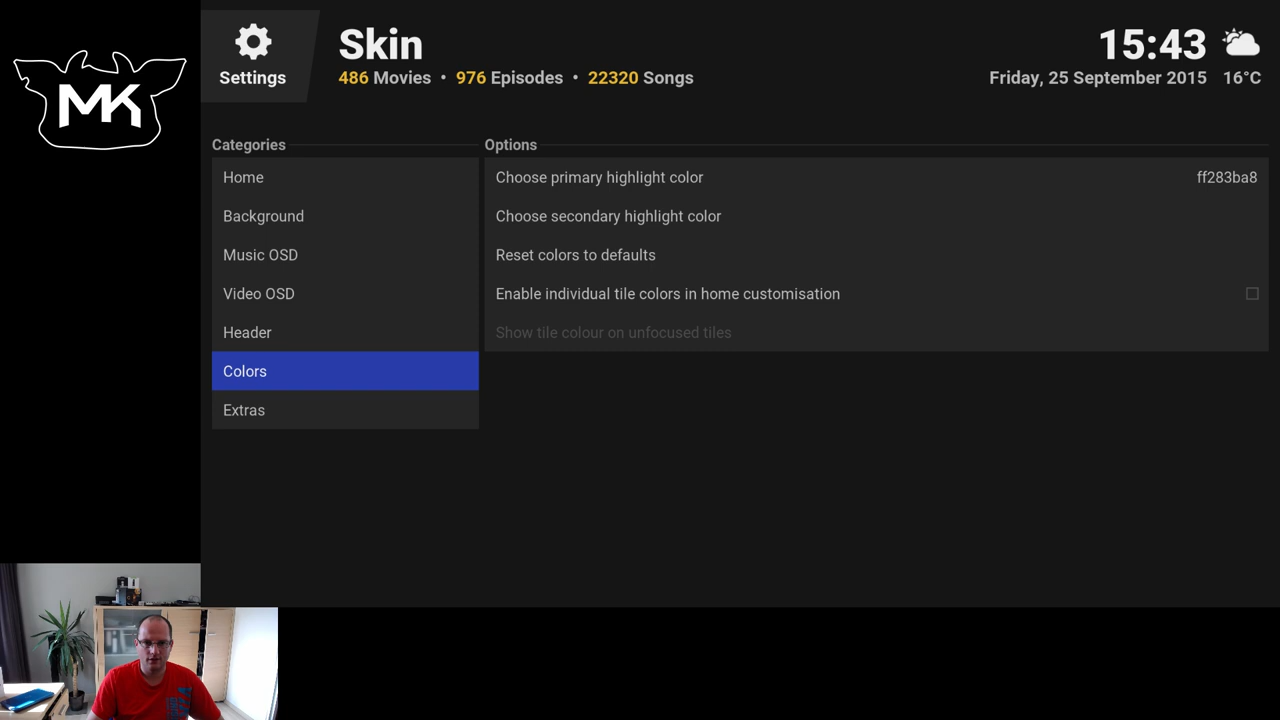 MK
Settings
Skin
486 Movies • 976 Episodes • 22320 Songs
15:43
Friday, 25 September 2015 16°C
Categories
Home
Background
Music OSD
Video OSD
Header
Colors
Extras
Options
Choose primary highlight color ff283ba8
Choose secondary highlight color
Reset colors to defaults
Enable individual tile colors in home customisation
Show tile colour on unfocused tiles